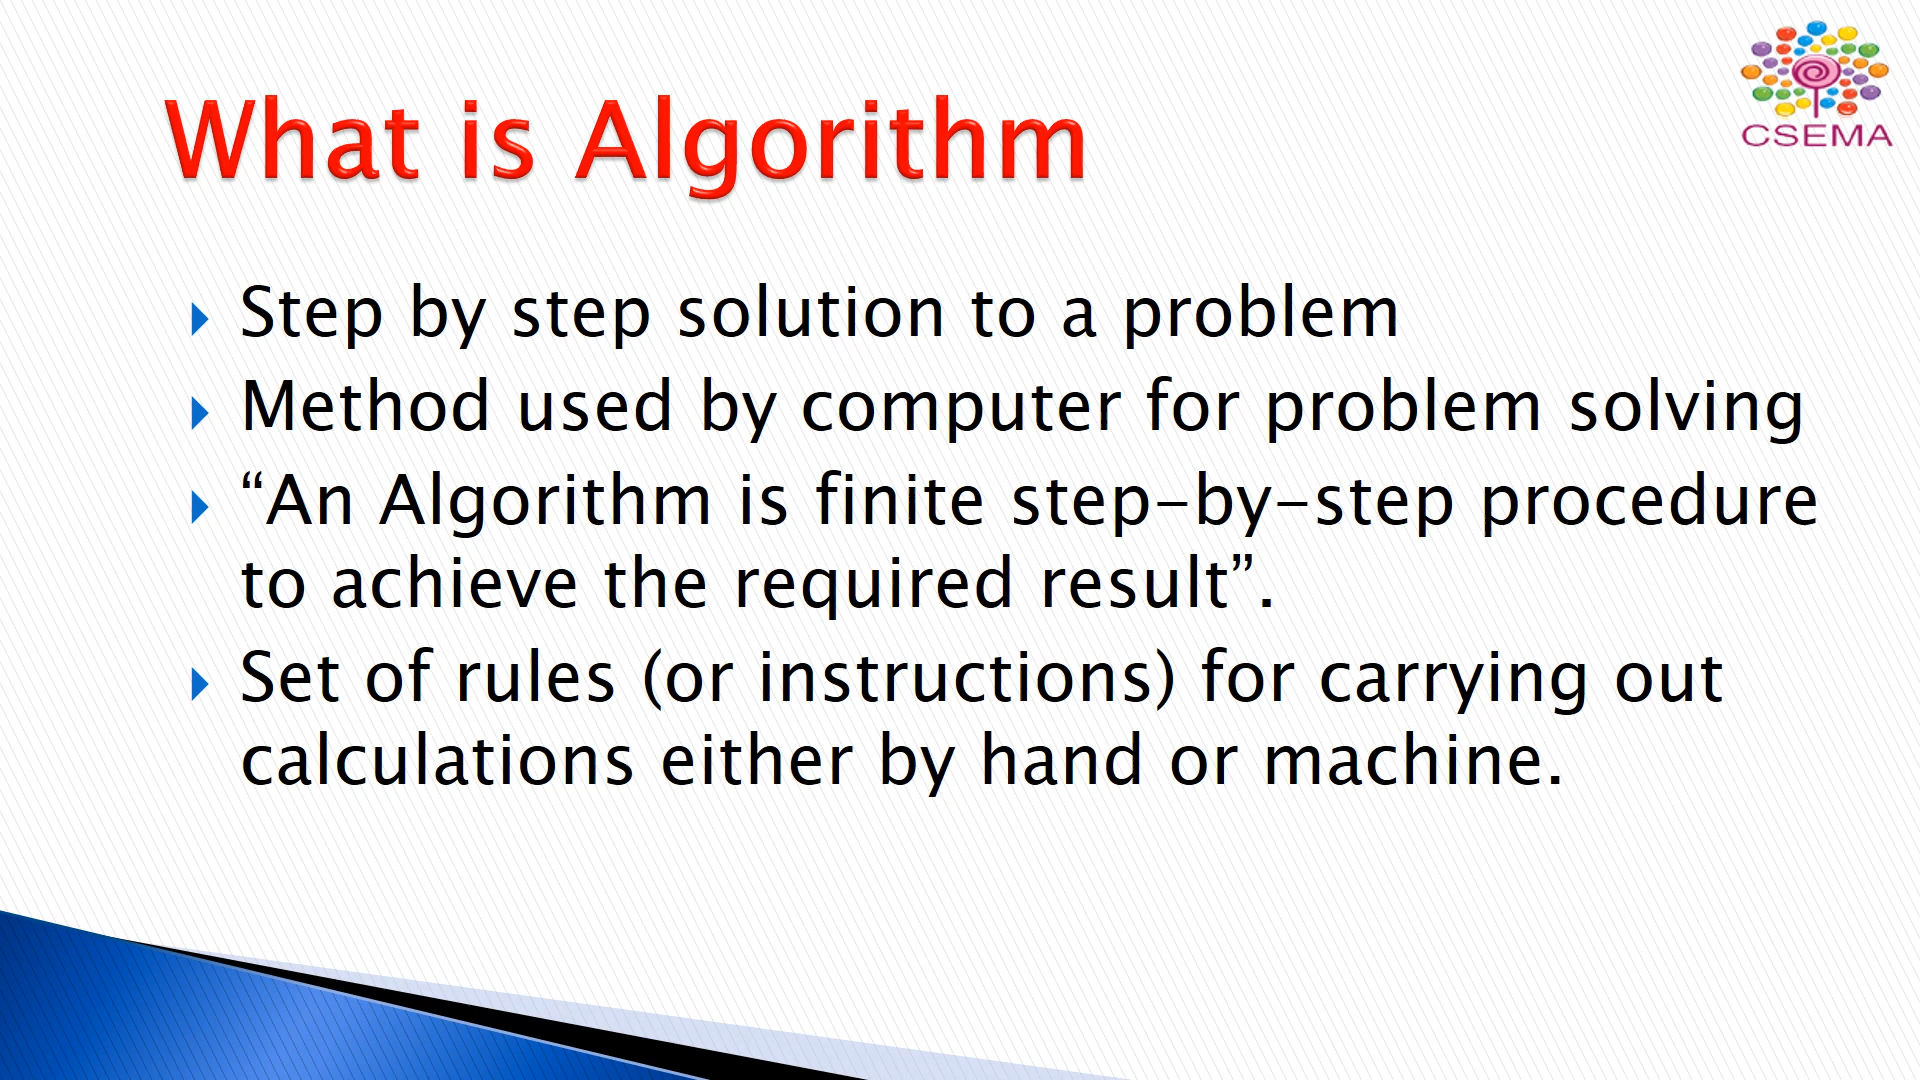 CSEMA
What is Algorithm
Step by step solution to a problem
Method used by computer for problem solving
“An Algorithm is finite step-by-step procedure
to achieve the required result”.
Set of rules (or instructions) for carrying out
calculations either by hand or machine.